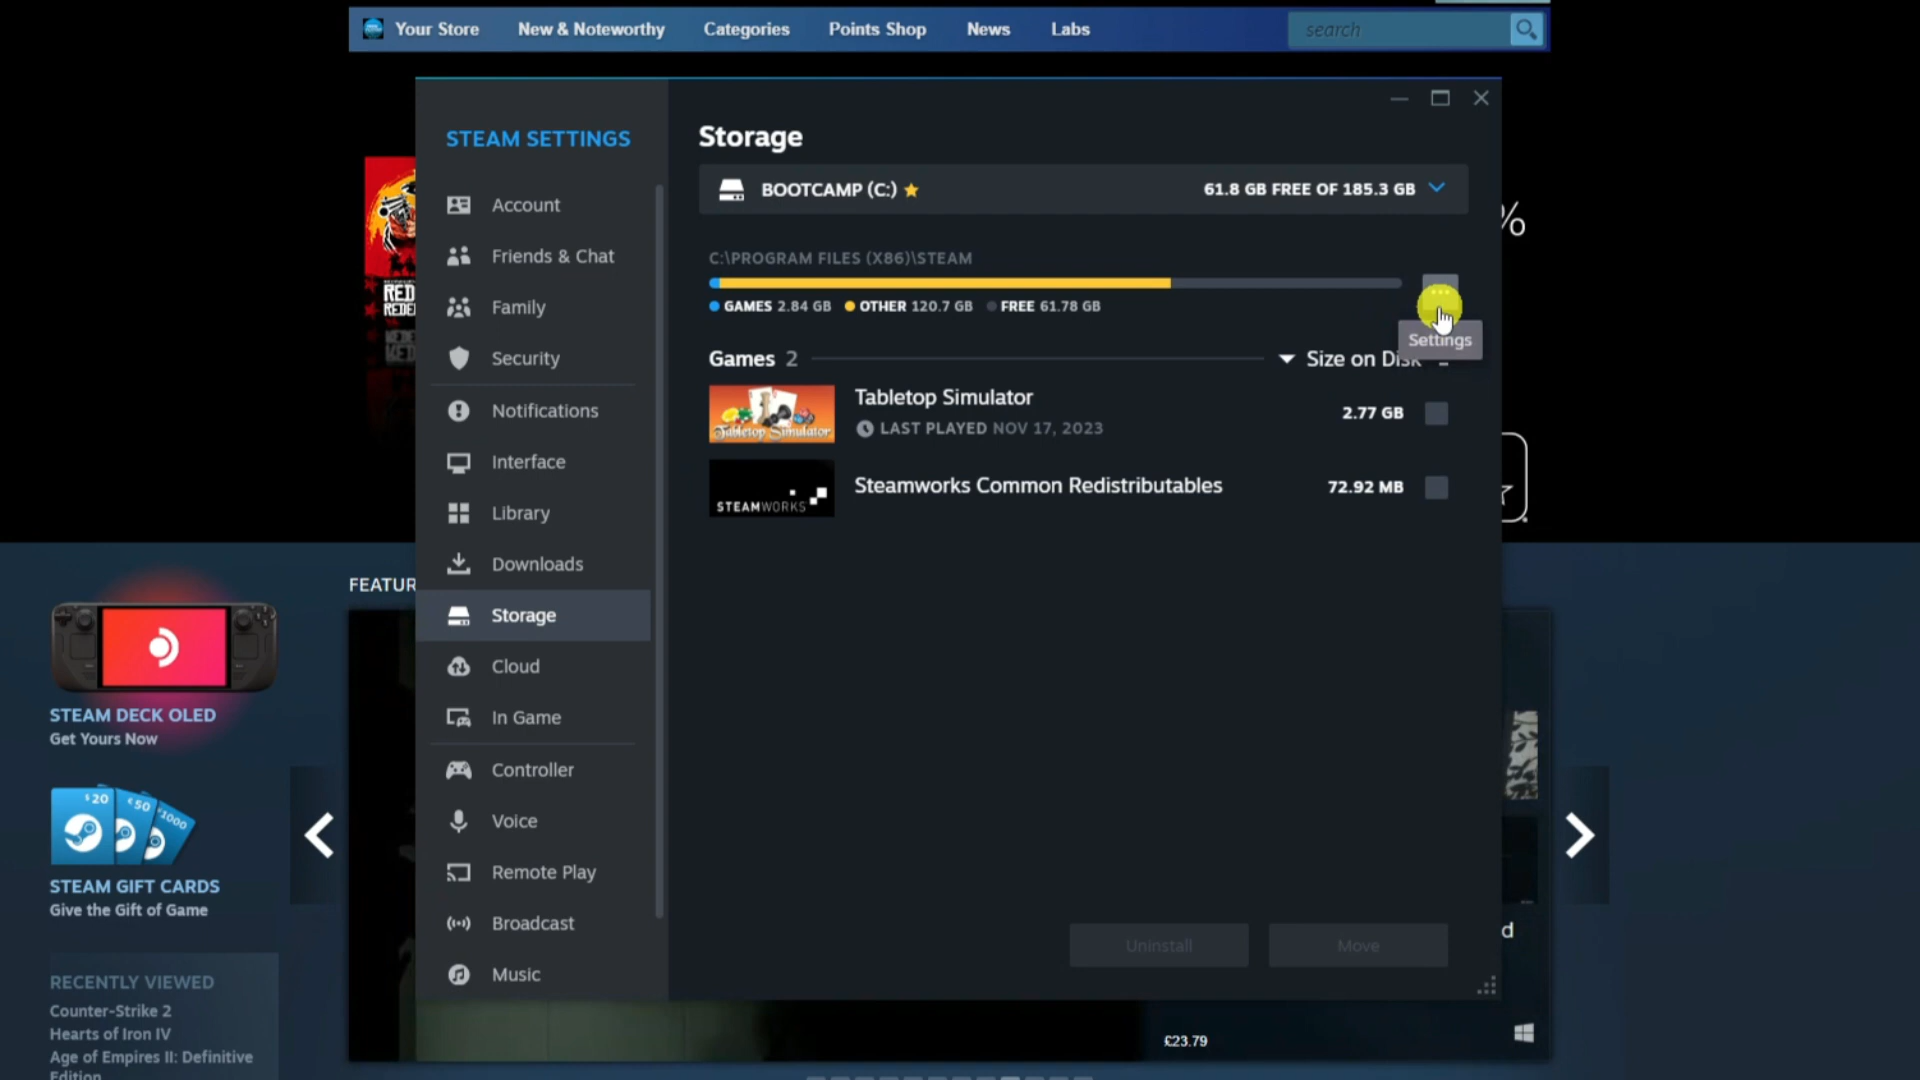 Your Store
New & Noteworthy
Categories
Points Shop
News
Labs
search
STEAM SETTINGS
Account
Friends & Chat
Family
Security
Notifications
Interface
Library
Downloads
Storage
Cloud
In Game
Controller
Voice
Remote Play
Broadcast
Music
Storage
BOOTCAMP (C:)
61.8 GB FREE OF 185.3 GB
C:\PROGRAM FILES (X86)\STEAM
GAMES 2.84 GB OTHER 120.7 GB FREE 61.78 GB
Settings
Games 2
Size on Disk
Tabletop Simulator
LAST PLAYED NOV 17, 2023
2.77 GB
Tabletop Simulator
Steamworks Common Redistributables
72.92 MB
STEAMWORKS
Uninstall
Move
RED
%
FEATUR
STEAM DECK OLED
Get Yours Now
$20
€50
STEAM GIFT CARDS
Give the Gift of Game
RECENTLY VIEWED
Counter-Strike 2
Hearts of Iron IV
Age of Empires II: Definitive
Edition
d
£23.79